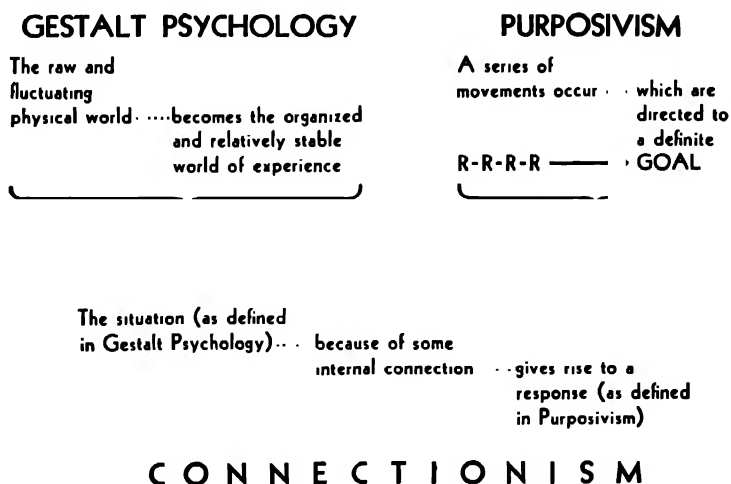 GESTALT PSYCHOLOGY
The raw and
fluctuating
physical world · ···· becomes the organized
and relatively stable
world of experience
PURPOSIVISM
A series of
movements occur · · which are
directed to
a definite
R-R-R-R —— › GOAL
The situation (as defined
in Gestalt Psychology) ·· · because of some
internal connection · · gives rise to a
response (as defined
in Purposivism)
CONNECTIONISM